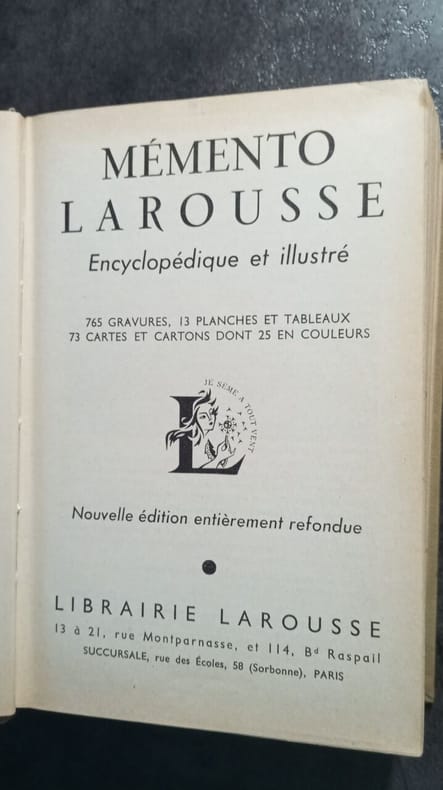 MÉMENTO
LAROUSSE
Encyclopédique et illustré
765 GRAVURES, 13 PLANCHES ET TABLEAUX
73 CARTES ET CARTONS DONT 25 EN COULEURS
JE SÈME A TOUT VENT
L
Nouvelle édition entièrement refondue
LIBRAIRIE LAROUSSE
13 à 21, rue Montparnasse, et 114, Bd Raspail
SUCCURSALE, rue des Écoles, 58 (Sorbonne), PARIS